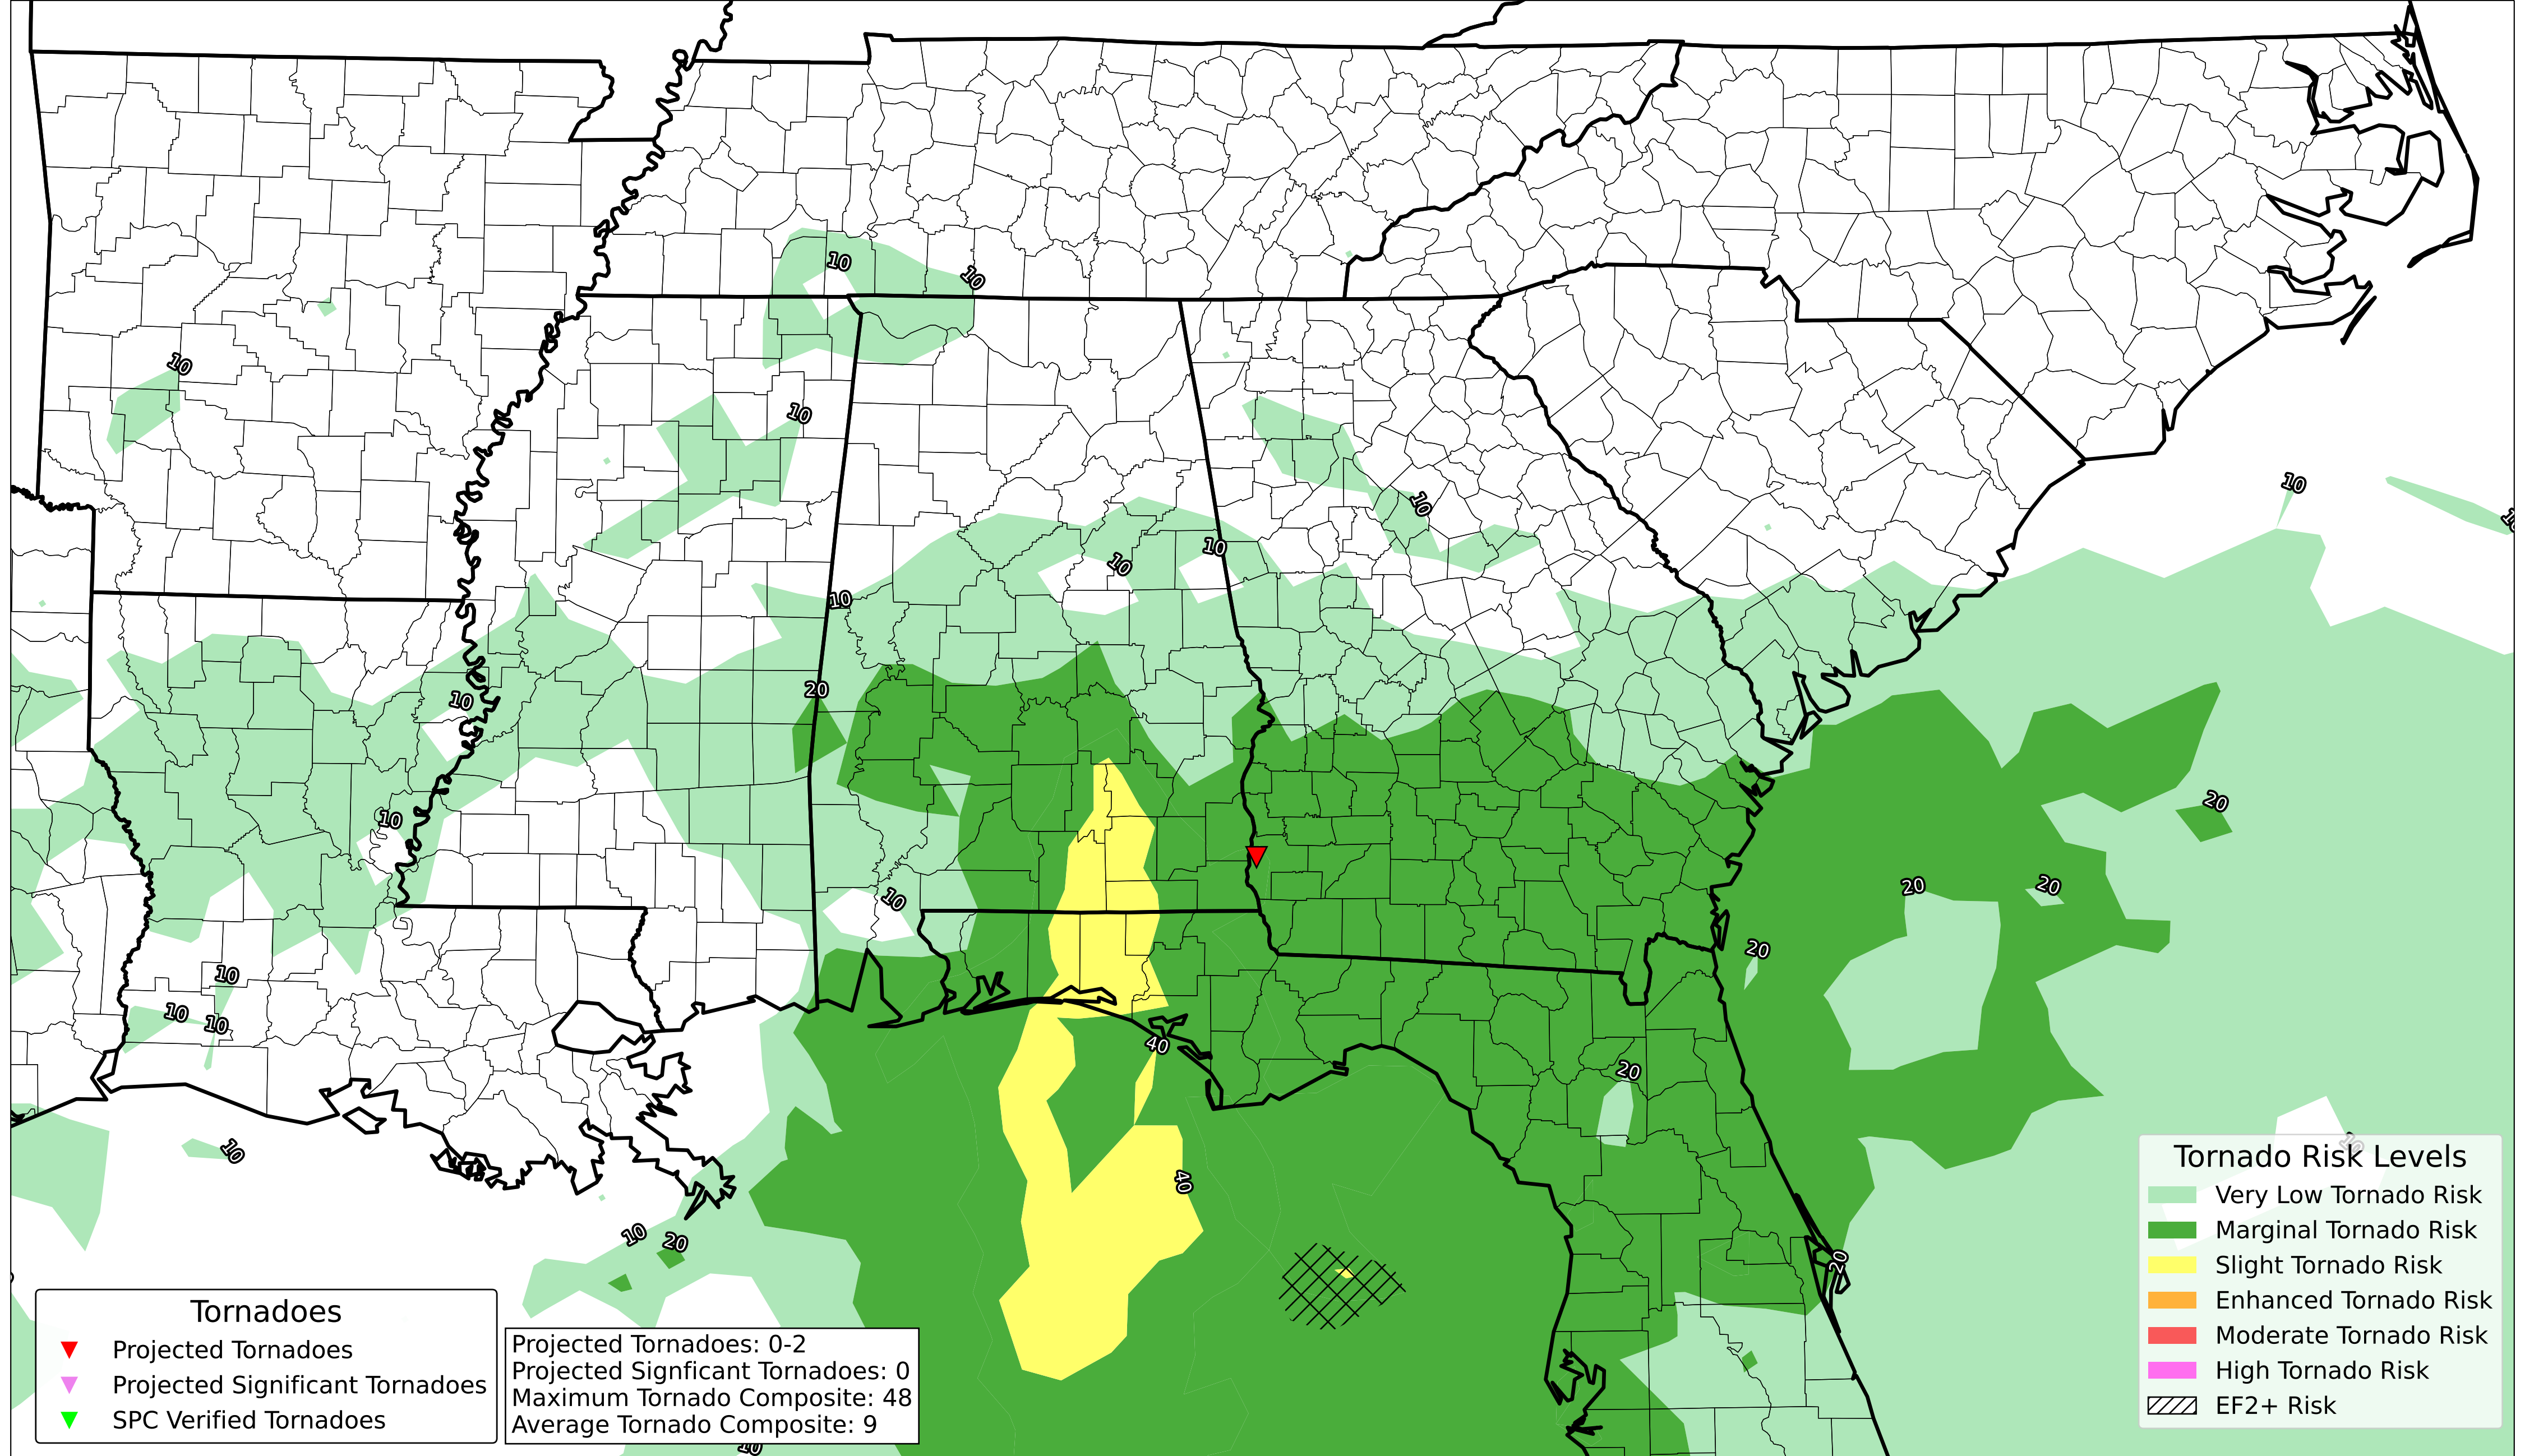 10
10
10
10
10
10
10
10
10
20
10
10
20
20
20
10
20
10
10
10
40
20
10
10
40
10
20
20
10
Tornado Risk Levels
Very Low Tornado Risk
Marginal Tornado Risk
Slight Tornado Risk
Enhanced Tornado Risk
Moderate Tornado Risk
High Tornado Risk
EF2+ Risk
Tornadoes
Projected Tornadoes
Projected Significant Tornadoes
SPC Verified Tornadoes
Projected Tornadoes: 0-2
Projected Signficant Tornadoes: 0
Maximum Tornado Composite: 48
Average Tornado Composite: 9